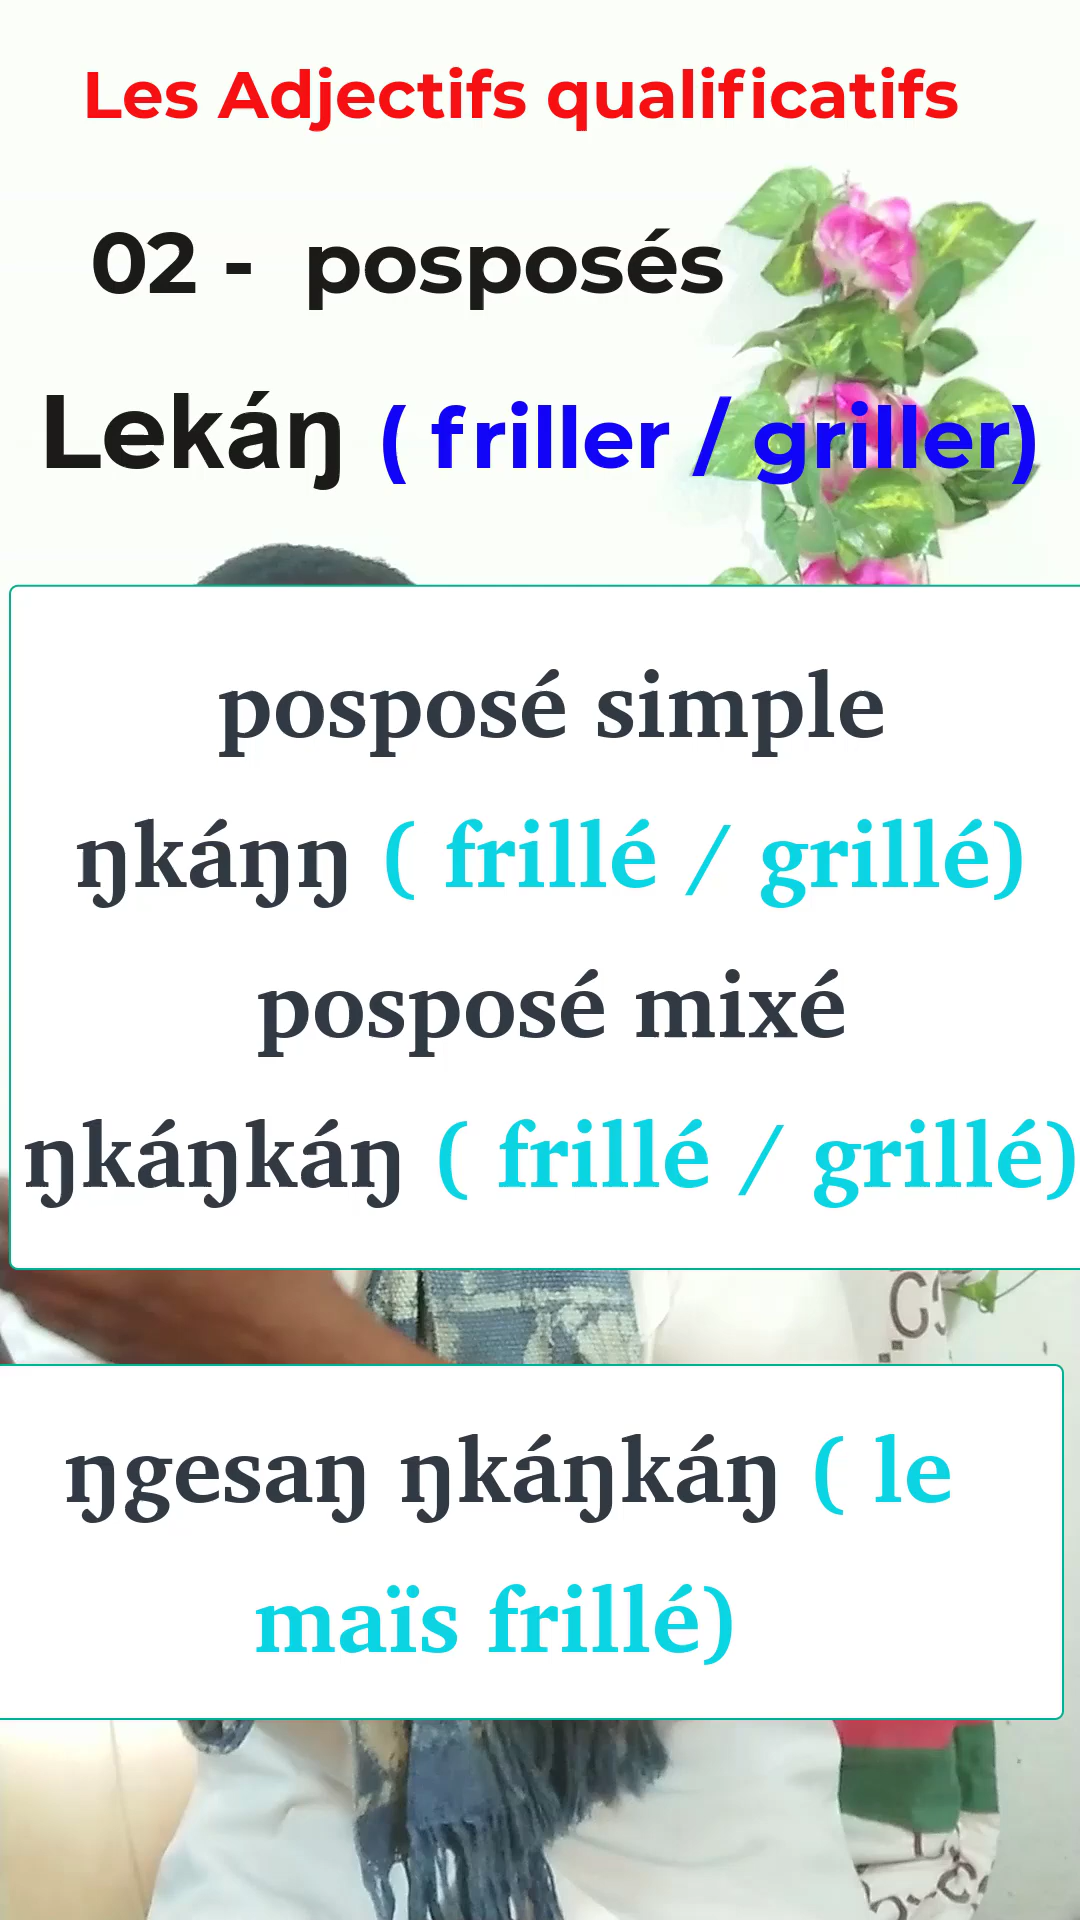 Les Adjectifs qualificatifs
02 - posposés
Lekáŋ ( friller / griller)
posposé simple
ŋkáŋŋ ( frillé / grillé)
posposé mixé
ŋkáŋkáŋ ( frillé / grillé)
ŋgesaŋ ŋkáŋkáŋ ( le
maïs frillé)